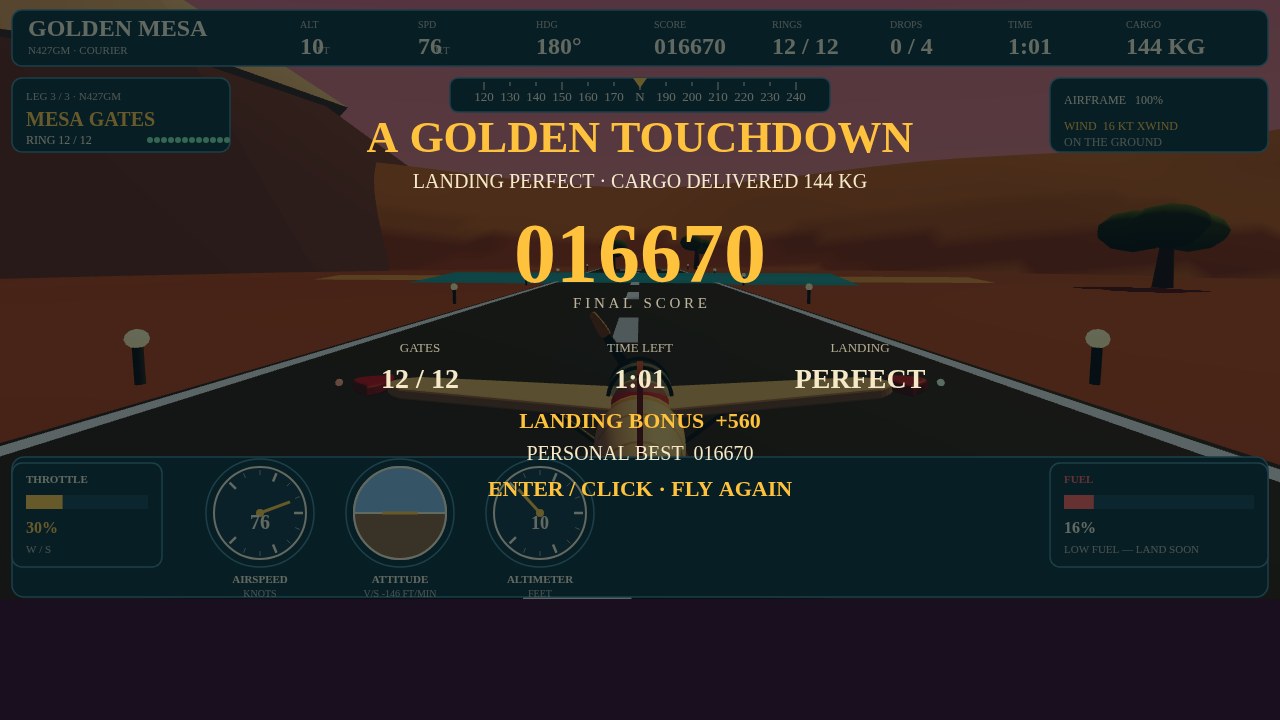 GOLDEN MESA
N427GM · COURIER
ALT
10 FT
SPD
76 KT
HDG
180°
SCORE
016670
RINGS
12 / 12
DROPS
0 / 4
TIME
1:01
CARGO
144 KG
LEG 3 / 3 · N427GM
MESA GATES
RING 12 / 12
120 130 140 150 160 170 N 190 200 210 220 230 240
AIRFRAME 100%
WIND 16 KT XWIND
ON THE GROUND
A GOLDEN TOUCHDOWN
LANDING PERFECT · CARGO DELIVERED 144 KG
016670
FINAL SCORE
GATES
12 / 12
TIME LEFT
1:01
LANDING
PERFECT
LANDING BONUS +560
PERSONAL BEST 016670
ENTER / CLICK · FLY AGAIN
THROTTLE
30%
W / S
76
AIRSPEED
KNOTS
ATTITUDE
V/S -146 FT/MIN
10
ALTIMETER
FEET
FUEL
16%
LOW FUEL — LAND SOON